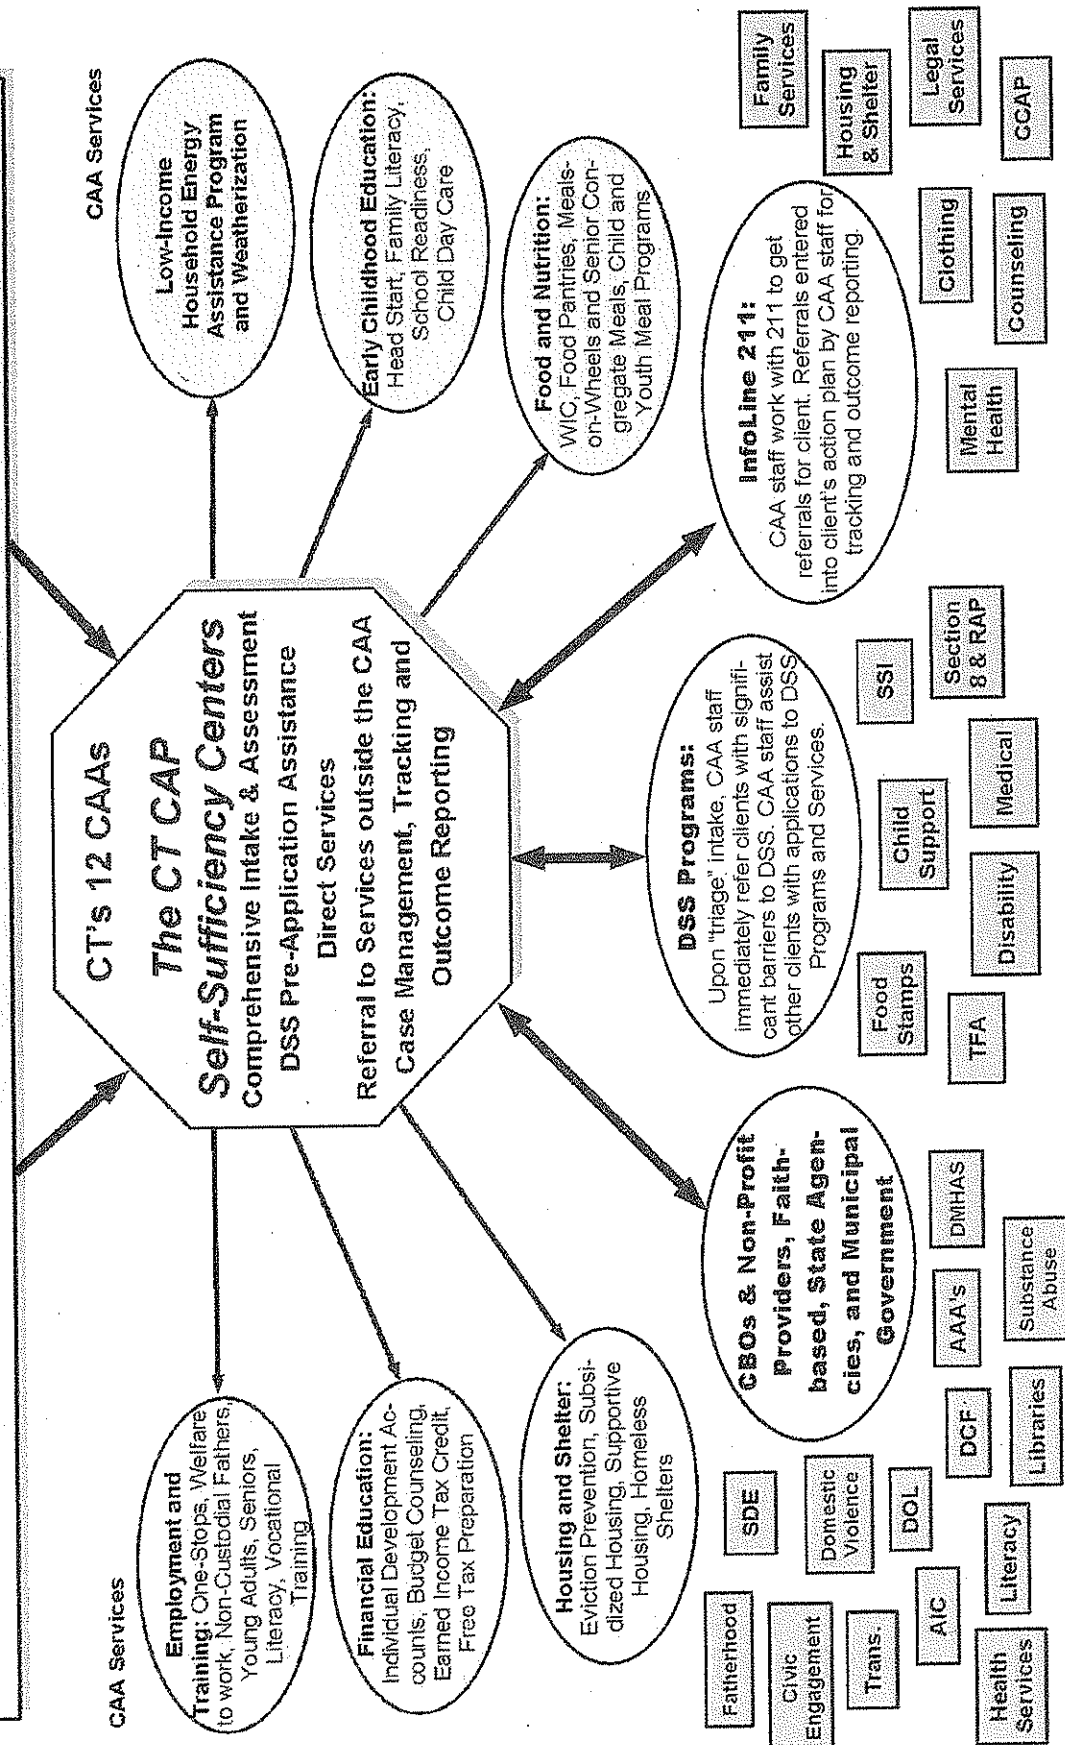 CAA Services
CAA Services
CT's 12 CAAs
The CT CAP
Self-Sufficiency Centers
Comprehensive Intake & Assessment
DSS Pre-Application Assistance
Direct Services
Referral to Services outside the CAA
Case Management, Tracking and
Outcome Reporting
Employment and
Training: One-Stops, Welfare
to work, Non-Custodial Fathers,
Young Adults, Seniors,
Literacy, Vocational
Training
Financial Education:
Individual Development Ac-
counts, Budget Counseling,
Earned Income Tax Credit,
Free Tax Preparation
Housing and Shelter:
Eviction Prevention, Subsi-
dized Housing, Supportive
Housing, Homeless
Shelters
Low-Income
Household Energy
Assistance Program
and Weatherization
Early Childhood Education:
Head Start, Family Literacy,
School Readiness,
Child Day Care
Food and Nutrition:
WIC, Food Pantries, Meals-
on-Wheels and Senior Con-
gregate Meals, Child and
Youth Meal Programs
CBOs & Non-Profit
Providers, Faith-
based, State Agen-
cies, and Municipal
Government
DSS Programs:
Upon "triage" intake, CAA staff
immediately refer clients with signifi-
cant barriers to DSS. CAA staff assist
other clients with applications to DSS
Programs and Services.
InfoLine 211:
CAA staff work with 211 to get
referrals for client. Referrals entered
into client's action plan by CAA staff for
tracking and outcome reporting.
Fatherhood
SDE
Civic
Engagement
Domestic
Violence
Trans.
DOL
AIC
DCF
AAA's
DMHAS
Health
Services
Literacy
Libraries
Substance
Abuse
Food
Stamps
Child
Support
SSI
TFA
Disability
Medical
Section
8 & RAP
Family
Services
Housing
& Shelter
Legal
Services
Clothing
Mental
Health
Counseling
CCAP